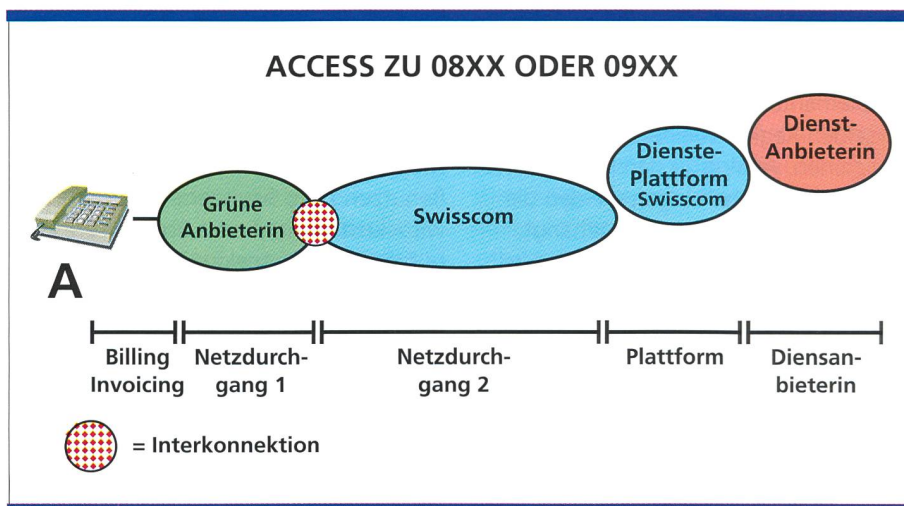 ACCESS ZU 08XX ODER 09XX
Dienst-
Anbieterin
Dienste-
Plattform
Swisscom
Grüne
Anbieterin
Swisscom
A
Billing
Invoicing
Netzdurch-
gang 1
Netzdurch-
gang 2
Plattform
Diensan-
bieterin
= Interkonnektion